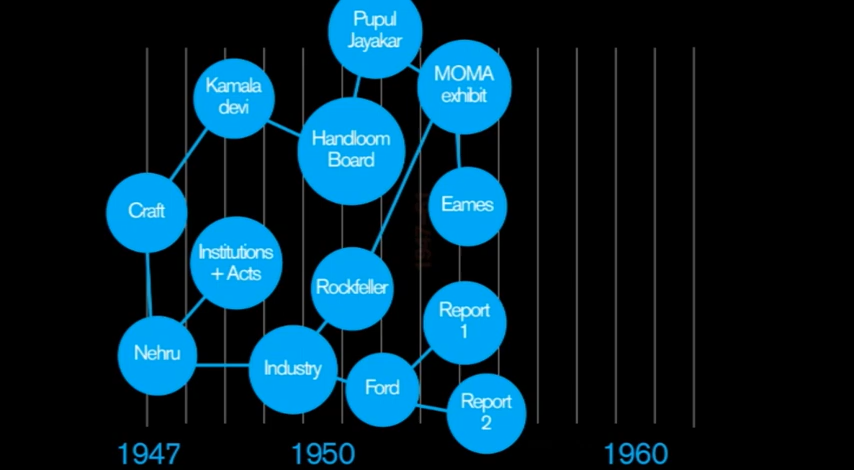 Pupul
Jayakar
MOMA
exhibit
Kamala
devi
Handloom
Board
Craft
Eames
Institutions
+ Acts
Rockfeller
Report
1
Nehru
Industry
Ford
Report
2
1947
1950
1960